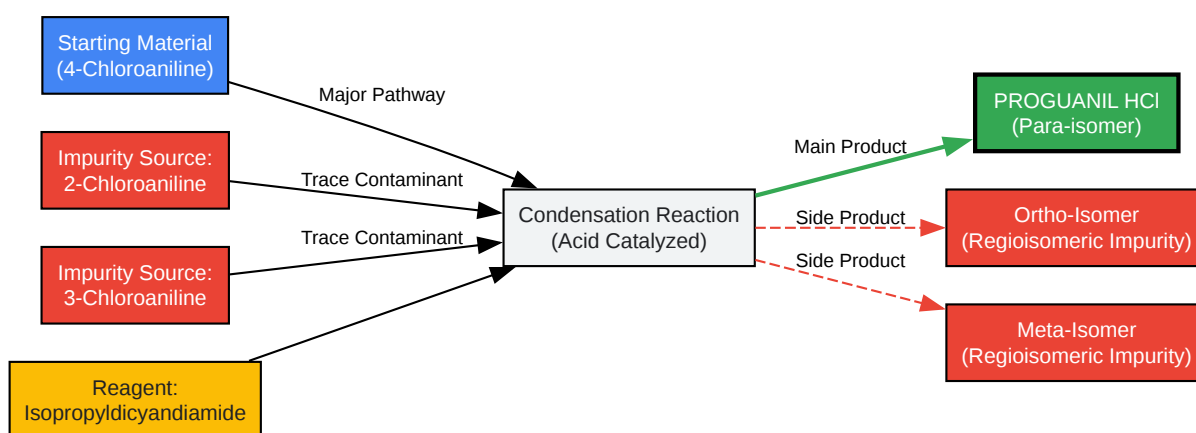 Starting Material
(4-Chloroaniline)
Major Pathway
Impurity Source:
2-Chloroaniline
Trace Contaminant
Impurity Source:
3-Chloroaniline
Trace Contaminant
Reagent:
Isopropyldicyandiamide
Condensation Reaction
(Acid Catalyzed)
Main Product
PROGUANIL HCl
(Para-isomer)
Side Product
Ortho-Isomer
(Regioisomeric Impurity)
Side Product
Meta-Isomer
(Regioisomeric Impurity)